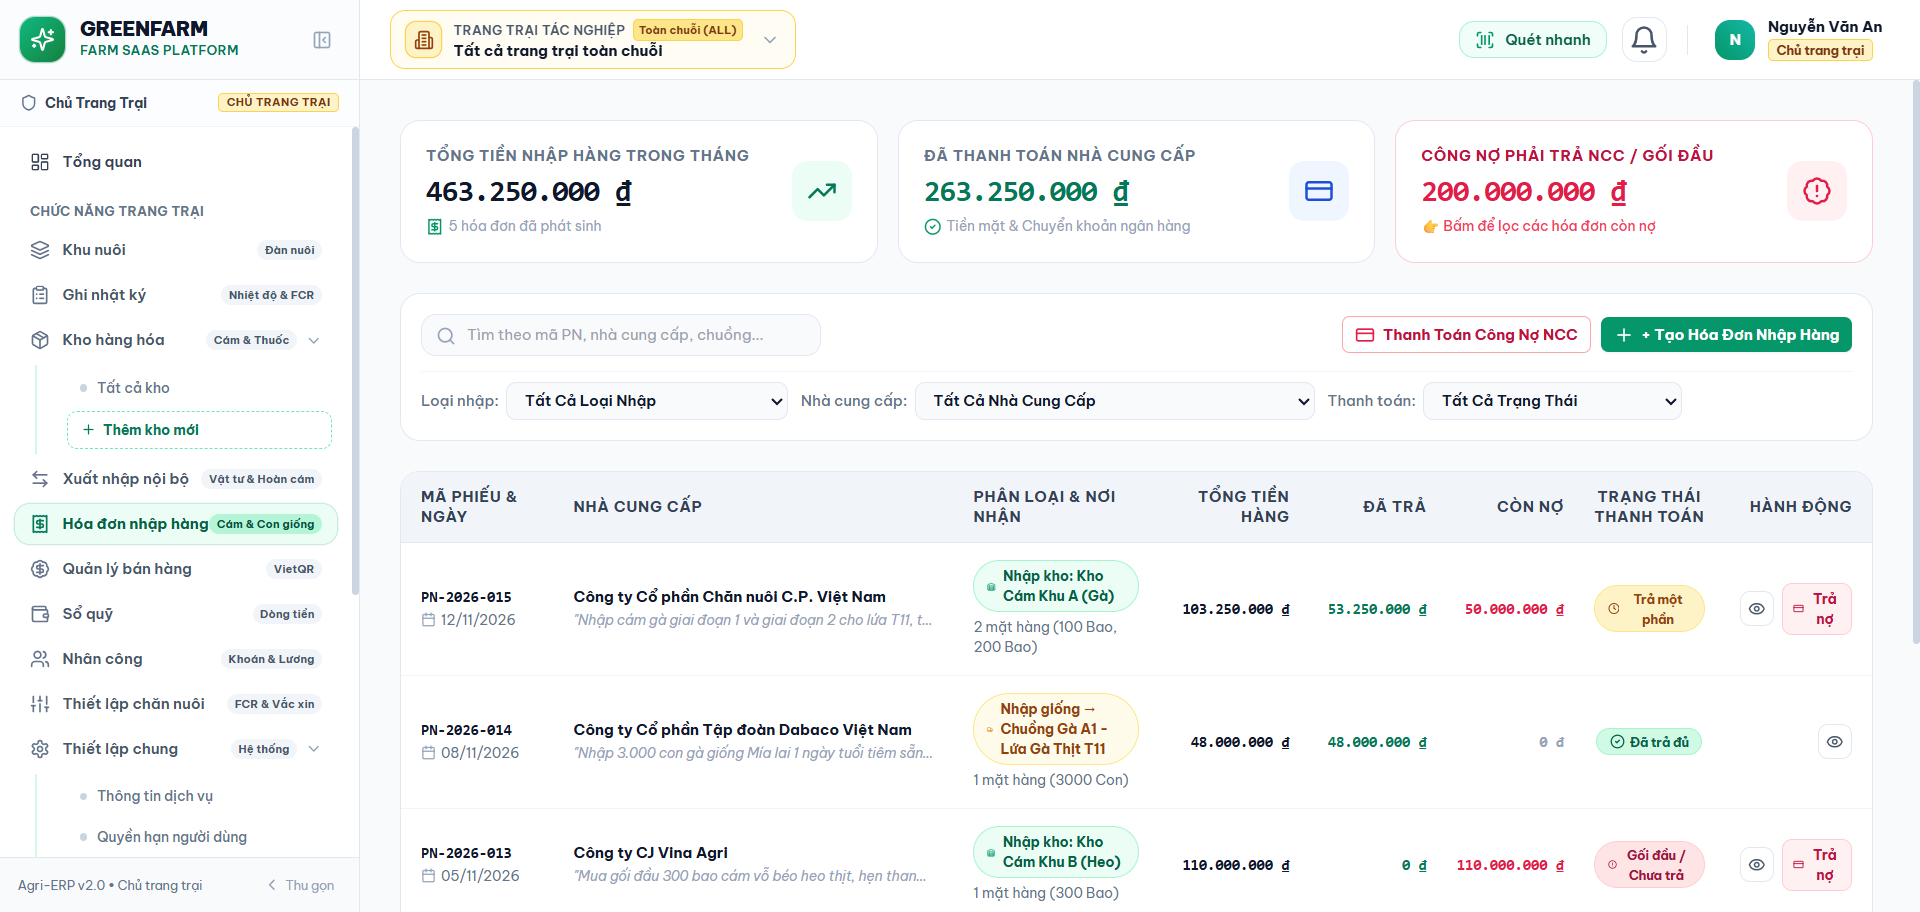 GREENFARM
FARM SAAS PLATFORM
Chủ Trang Trại
CHỦ TRANG TRẠI
Tổng quan
CHỨC NĂNG TRANG TRẠI
Khu nuôi
Đàn nuôi
Ghi nhật ký
Nhiệt độ & FCR
Kho hàng hóa
Cám & Thuốc
Tất cả kho
+ Thêm kho mới
Xuất nhập nội bộ
Vật tư & Hoàn cám
Hóa đơn nhập hàng
Cám & Con giống
Quản lý bán hàng
VietQR
Sổ quỹ
Dòng tiền
Nhân công
Khoán & Lương
Thiết lập chăn nuôi
FCR & Vắc xin
Thiết lập chung
Hệ thống
Thông tin dịch vụ
Quyền hạn người dùng
Agri-ERP v2.0 • Chủ trang trại
Thu gọn
TRANG TRẠI TÁC NGHIỆP
Toàn chuỗi (ALL)
Tất cả trang trại toàn chuỗi
Quét nhanh
N
Nguyễn Văn An
Chủ trang trại
TỔNG TIỀN NHẬP HÀNG TRONG THÁNG
463.250.000 ₫
5 hóa đơn đã phát sinh
ĐÃ THANH TOÁN NHÀ CUNG CẤP
263.250.000 ₫
Tiền mặt & Chuyển khoản ngân hàng
CÔNG NỢ PHẢI TRẢ NCC / GỐI ĐẦU
200.000.000 ₫
👉 Bấm để lọc các hóa đơn còn nợ
Tìm theo mã PN, nhà cung cấp, chuồng...
Thanh Toán Công Nợ NCC
+ Tạo Hóa Đơn Nhập Hàng
Loại nhập:
Tất Cả Loại Nhập
Nhà cung cấp:
Tất Cả Nhà Cung Cấp
Thanh toán:
Tất Cả Trạng Thái
MÃ PHIẾU &
NGÀY
NHÀ CUNG CẤP
PHÂN LOẠI & NƠI
NHẬN
TỔNG TIỀN
HÀNG
ĐÃ TRẢ
CÒN NỢ
TRẠNG THÁI
THANH TOÁN
HÀNH ĐỘNG
PN-2026-015
12/11/2026
Công ty Cổ phần Chăn nuôi C.P. Việt Nam
"Nhập cám gà giai đoạn 1 và giai đoạn 2 cho lứa T11, t...
Nhập kho: Kho
Cám Khu A (Gà)
2 mặt hàng (100 Bao,
200 Bao)
103.250.000 ₫
53.250.000 ₫
50.000.000 ₫
Trả một
phần
Trả
nợ
PN-2026-014
08/11/2026
Công ty Cổ phần Tập đoàn Dabaco Việt Nam
"Nhập 3.000 con gà giống Mía lai 1 ngày tuổi tiêm sẵn...
Nhập giống →
Chuồng Gà A1 -
Lứa Gà Thịt T11
1 mặt hàng (3000 Con)
48.000.000 ₫
48.000.000 ₫
0 ₫
Đã trả đủ
PN-2026-013
05/11/2026
Công ty CJ Vina Agri
"Mua gối đầu 300 bao cám vỗ béo heo thịt, hẹn than...
Nhập kho: Kho
Cám Khu B (Heo)
1 mặt hàng (300 Bao)
110.000.000 ₫
0 ₫
110.000.000 ₫
Gối đầu /
Chưa trả
Trả
nợ